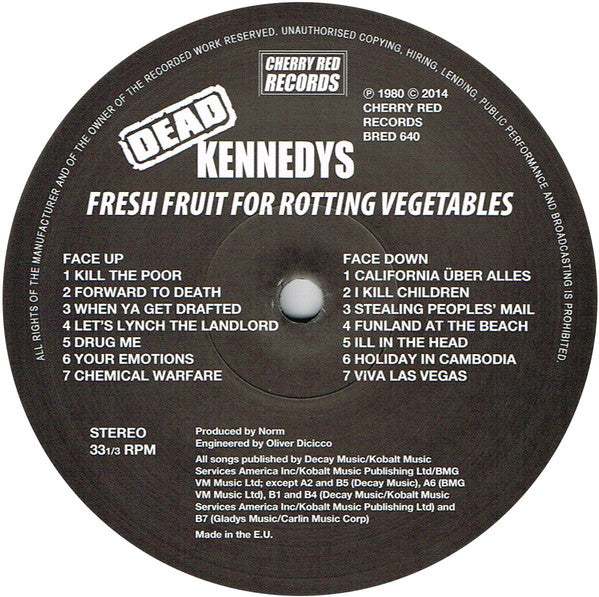 ALL RIGHTS OF THE MANUFACTURER AND OF THE OWNER OF THE RECORDED WORK RESERVED. UNAUTHORISED COPYING, HIRING, LENDING, PUBLIC PERFORMANCE AND BROADCASTING IS PROHIBITED.
CHERRY RED
RECORDS
℗ 1980 © 2014
CHERRY RED
RECORDS
BRED 640
DEAD
KENNEDYS
FRESH FRUIT FOR ROTTING VEGETABLES
FACE UP
1 KILL THE POOR
2 FORWARD TO DEATH
3 WHEN YA GET DRAFTED
4 LET'S LYNCH THE LANDLORD
5 DRUG ME
6 YOUR EMOTIONS
7 CHEMICAL WARFARE
FACE DOWN
1 CALIFORNIA ÜBER ALLES
2 I KILL CHILDREN
3 STEALING PEOPLES' MAIL
4 FUNLAND AT THE BEACH
5 ILL IN THE HEAD
6 HOLIDAY IN CAMBODIA
7 VIVA LAS VEGAS
STEREO
33 1/3 RPM
Produced by Norm
Engineered by Oliver Dicicco
All songs published by Decay Music/Kobalt Music
Services America Inc/Kobalt Music Publishing Ltd/BMG
VM Music Ltd; except A2 and B5 (Decay Music), A6 (BMG
VM Music Ltd), B1 and B4 (Decay Music/Kobalt Music
Services America Inc/Kobalt Music Publishing Ltd) and
B7 (Gladys Music/Carlin Music Corp)
Made in the E.U.